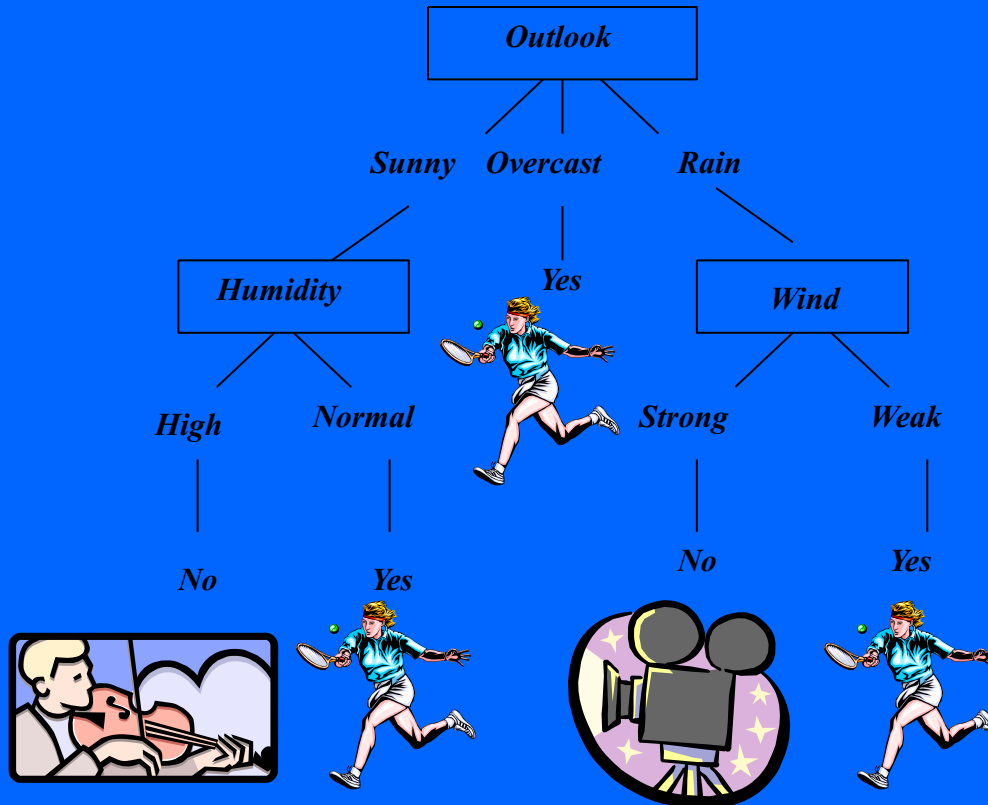 Outlook
Sunny Overcast Rain
Humidity Yes Wind
High Normal Strong Weak
No Yes No Yes